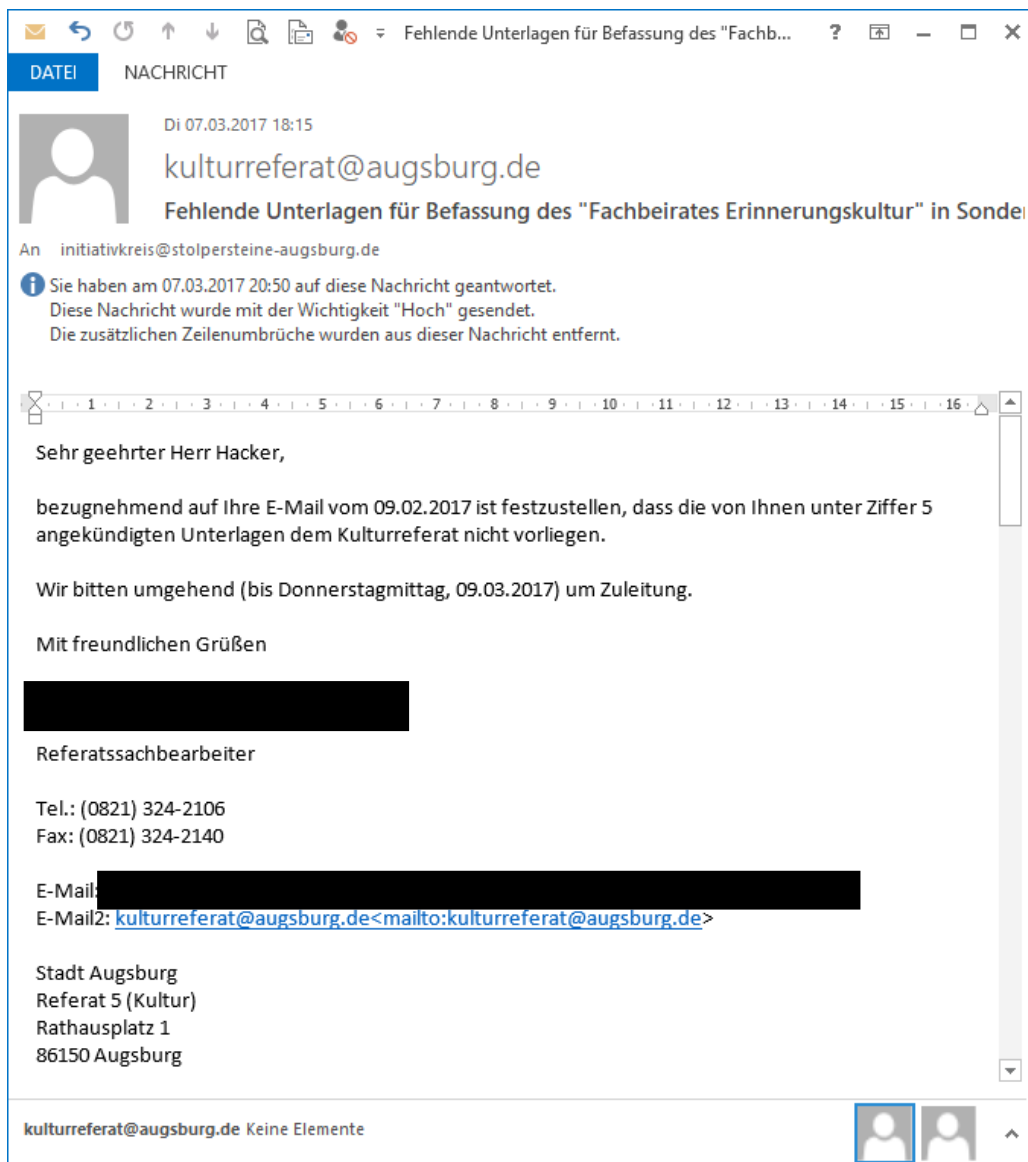 Fehlende Unterlagen für Befassung des "Fachb... ?
DATEI NACHRICHT
Di 07.03.2017 18:15
kulturreferat@augsburg.de
Fehlende Unterlagen für Befassung des "Fachbeirates Erinnerungskultur" in Sonde
An initiativkreis@stolpersteine-augsburg.de
Sie haben am 07.03.2017 20:50 auf diese Nachricht geantwortet.
Diese Nachricht wurde mit der Wichtigkeit "Hoch" gesendet.
Die zusätzlichen Zeilenumbrüche wurden aus dieser Nachricht entfernt.
1 2 3 4 5 6 7 8 9 10 11 12 13 14 15 16
Sehr geehrter Herr Hacker,
bezugnehmend auf Ihre E-Mail vom 09.02.2017 ist festzustellen, dass die von Ihnen unter Ziffer 5
angekündigten Unterlagen dem Kulturreferat nicht vorliegen.
Wir bitten umgehend (bis Donnerstagmittag, 09.03.2017) um Zuleitung.
Mit freundlichen Grüßen
Referatssachbearbeiter
Tel.: (0821) 324-2106
Fax: (0821) 324-2140
E-Mail:
E-Mail2: kulturreferat@augsburg.de<mailto:kulturreferat@augsburg.de>
Stadt Augsburg
Referat 5 (Kultur)
Rathausplatz 1
86150 Augsburg
kulturreferat@augsburg.de Keine Elemente